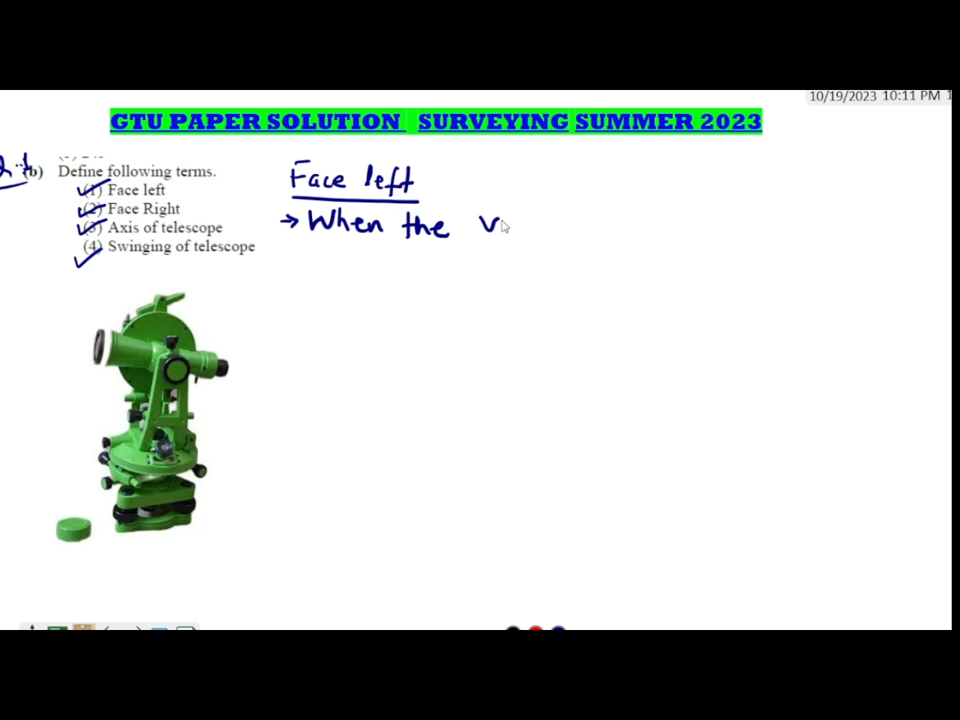 10/19/2023 10:11 PM
GTU PAPER SOLUTION SURVEYING SUMMER 2023
(b) Define following terms.
(1) Face left
(2) Face Right
(3) Axis of telescope
(4) Swinging of telescope
Face left
→ When the v